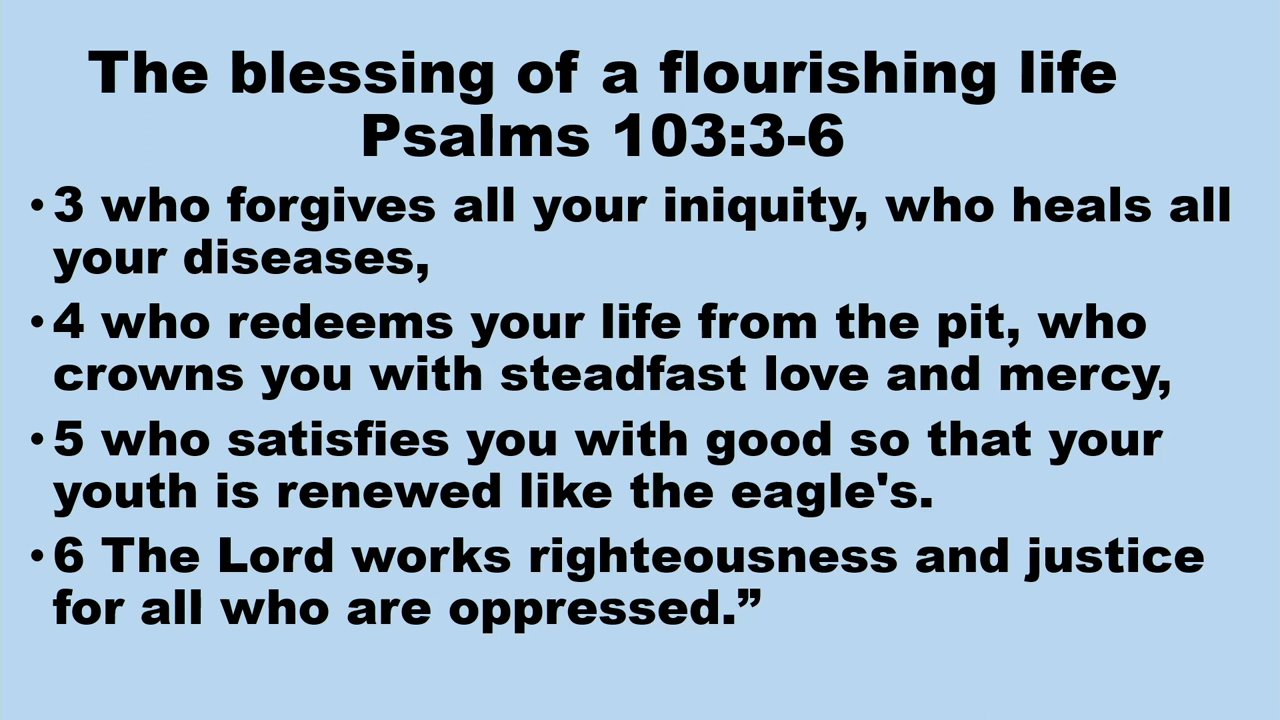 The blessing of a flourishing life
Psalms 103:3-6
• 3 who forgives all your iniquity, who heals all
your diseases,
• 4 who redeems your life from the pit, who
crowns you with steadfast love and mercy,
• 5 who satisfies you with good so that your
youth is renewed like the eagle's.
• 6 The Lord works righteousness and justice
for all who are oppressed.”